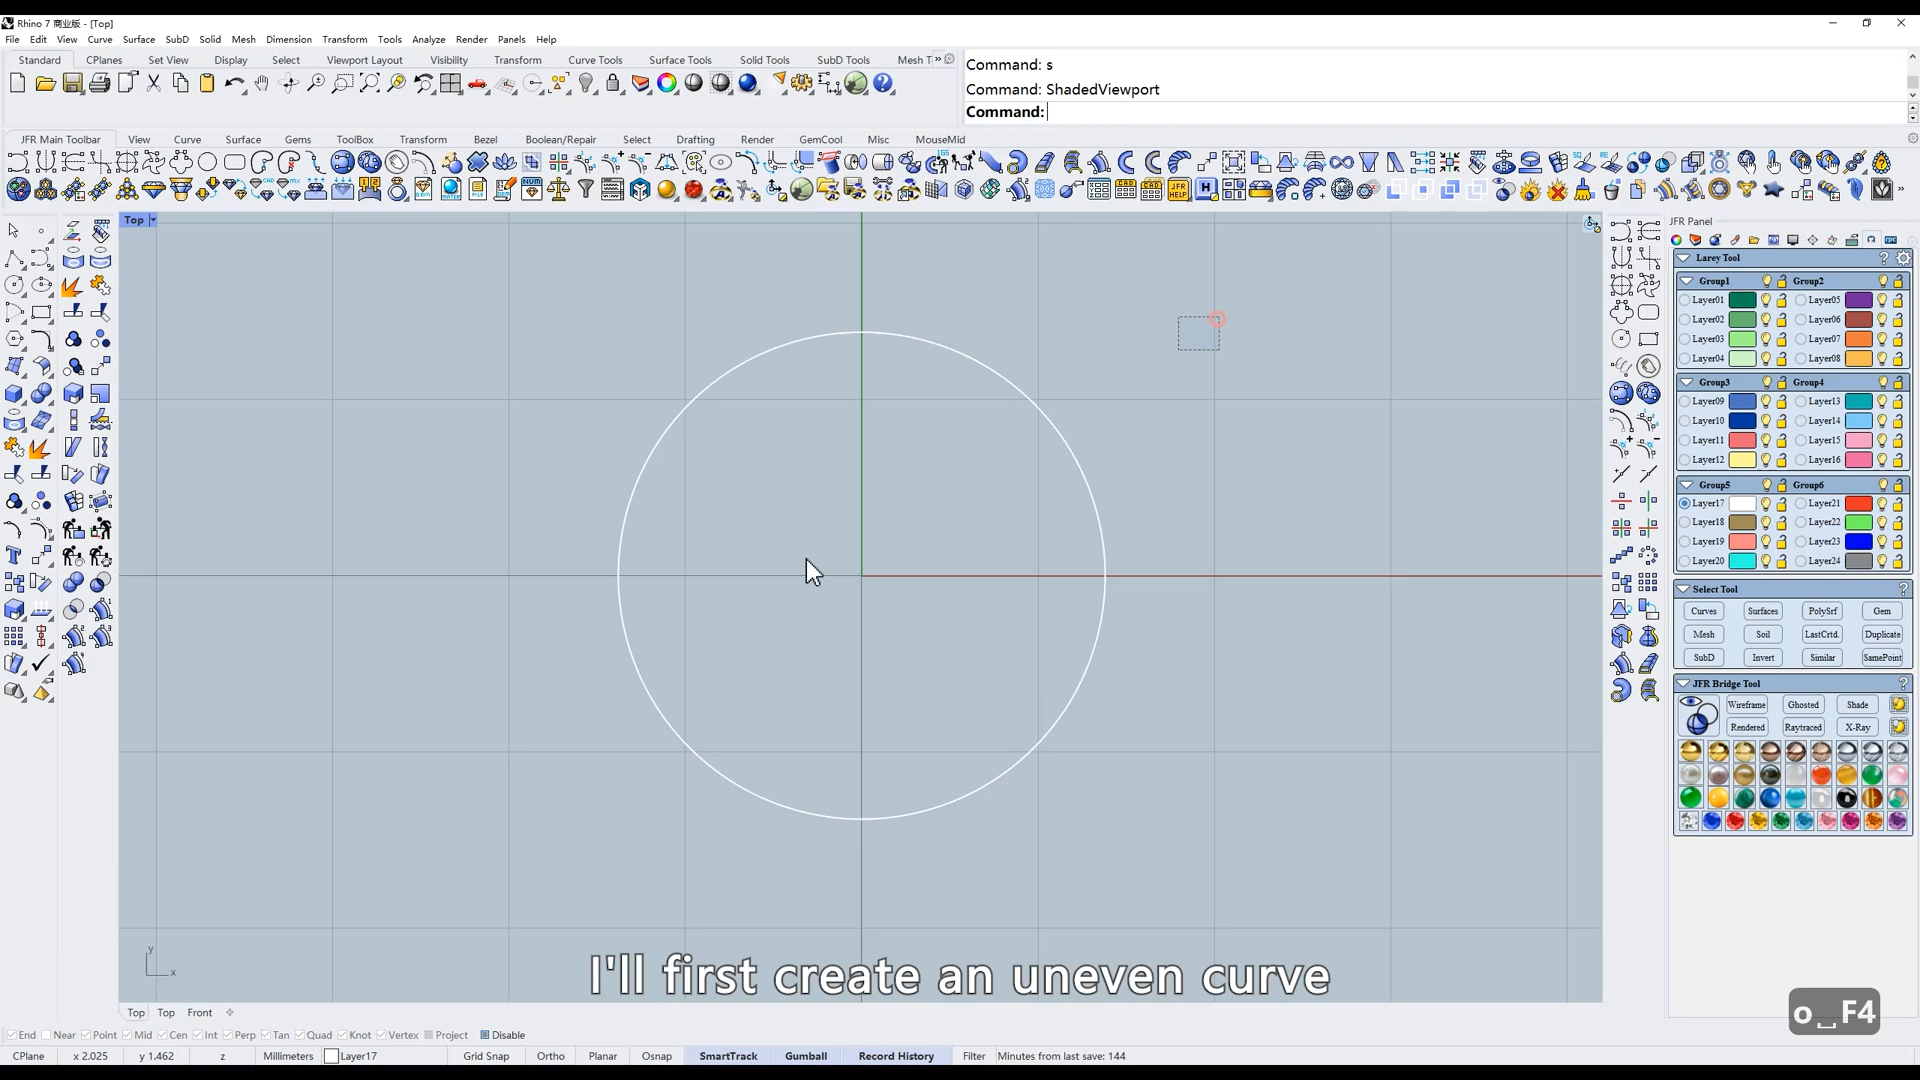 Rhino 7 商业版 - [Top]
File Edit View Curve Surface SubD Solid Mesh Dimension Transform Tools Analyze Render Panels Help
Standard CPlanes Set View Display Select Viewport Layout Visibility Transform Curve Tools Surface Tools Solid Tools SubD Tools Mesh T
Command: s
Command: ShadedViewport
Command:
JFR Main Toolbar View Curve Surface Gems ToolBox Transform Bezel Boolean/Repair Select Drafting Render GemCool Misc MouseMid
Top
JFR Panel
Larey Tool
Group1 Group2
Layer01 Layer05
Layer02 Layer06
Layer03 Layer07
Layer04 Layer08
Group3 Group4
Layer09 Layer13
Layer10 Layer14
Layer11 Layer15
Layer12 Layer16
Group5 Group6
Layer17 Layer21
Layer18 Layer22
Layer19 Layer23
Layer20 Layer24
Select Tool
Curves Surfaces PolySrf Gem
Mesh Soil LastCrtd. Duplicate
SubD Invert Similar SamePoint
JFR Bridge Tool
Wireframe Ghosted Shade
Rendered Raytraced X-Ray
y
x
I'll first create an uneven curve
o_F4
Top Top Front
End Near Point Mid Cen Int Perp Tan Quad Knot Vertex Project Disable
CPlane x 2.025 y 1.462 z Millimeters Layer17 Grid Snap Ortho Planar Osnap SmartTrack Gumball Record History Filter Minutes from last save: 144